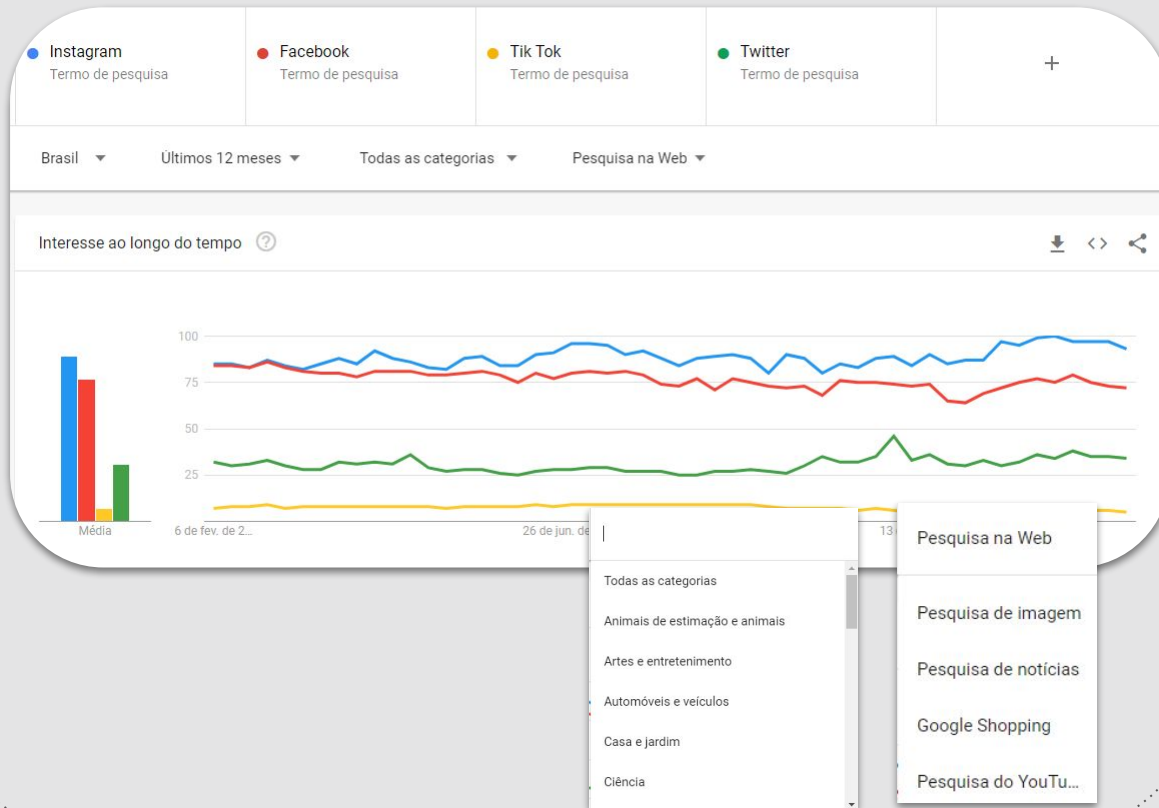 Instagram
Termo de pesquisa
Facebook
Termo de pesquisa
Tik Tok
Termo de pesquisa
Twitter
Termo de pesquisa
+
Brasil
Últimos 12 meses
Todas as categorias
Pesquisa na Web
Interesse ao longo do tempo
100
75
50
25
Média
6 de fev. de 2...
26 de jun. de
13
Todas as categorias
Animais de estimação e animais
Artes e entretenimento
Automóveis e veículos
Casa e jardim
Ciência
Pesquisa na Web
Pesquisa de imagem
Pesquisa de notícias
Google Shopping
Pesquisa do YouTu...